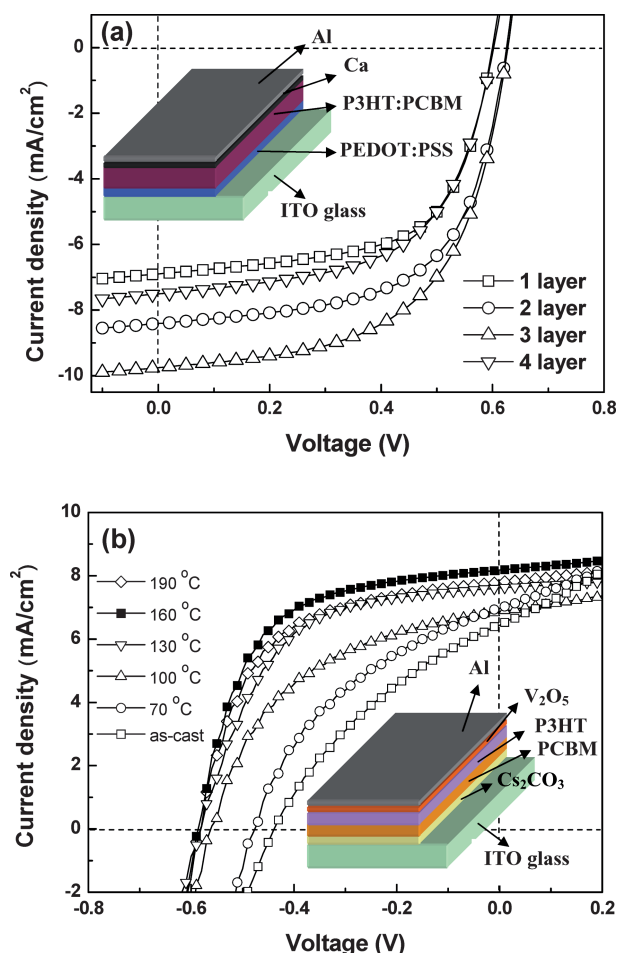 (a)
Al
Ca
P3HT:PCBM
PEDOT:PSS
ITO glass
1 layer
2 layer
3 layer
4 layer
0
-2
-4
-6
-8
-10
0.0 0.2 0.4 0.6 0.8
Current density (mA/cm²)
Voltage (V)
(b)
190 °C
160 °C
130 °C
100 °C
70 °C
as-cast
Al
V₂O₅
P3HT
PCBM
Cs₂CO₃
ITO glass
10
8
6
4
2
0
-2
-0.8 -0.6 -0.4 -0.2 0.0 0.2
Current density (mA/cm²)
Voltage (V)